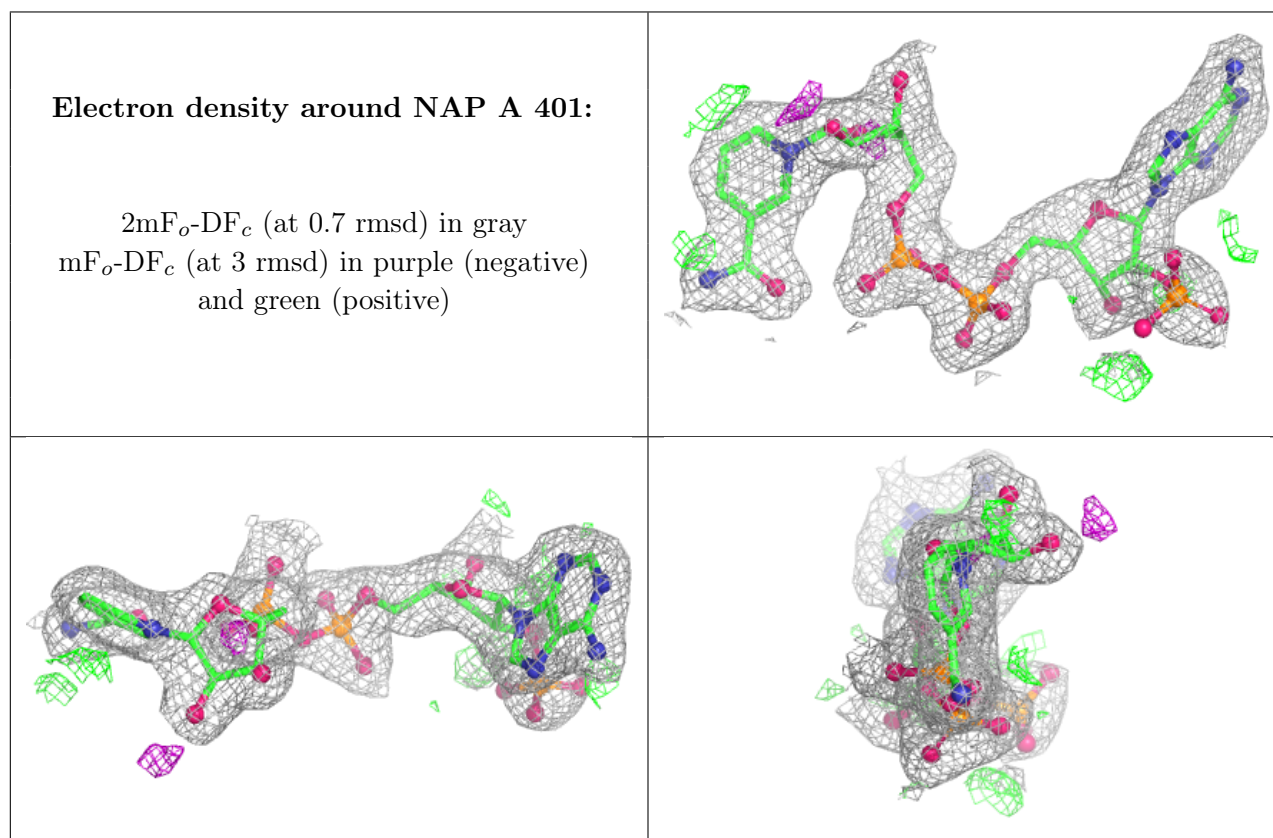 Electron density around NAP A 401:
2mFo-DFc (at 0.7 rmsd) in gray
mFo-DFc (at 3 rmsd) in purple (negative)
and green (positive)